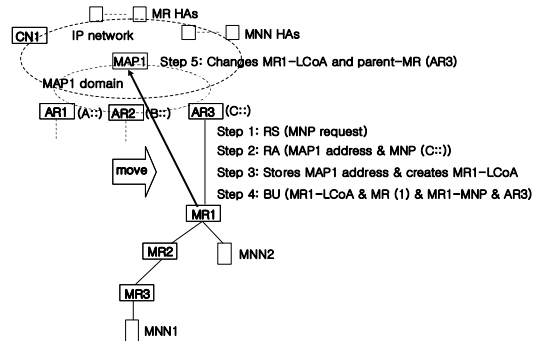 MR HAs
CN1
IP network
MNN HAs
MAP1
Step 5: Changes MR1-LCoA and parent-MR (AR3)
MAP1 domain
AR1 (A::)
AR2 (B::)
AR3 (C::)
Step 1: RS (MNP request)
Step 2: RA (MAP1 address & MNP (C::))
move
Step 3: Stores MAP1 address & creates MR1-LCoA
Step 4: BU (MR1-LCoA & MR (1) & MR1-MNP & AR3)
MR1
MR2
MNN2
MR3
MNN1